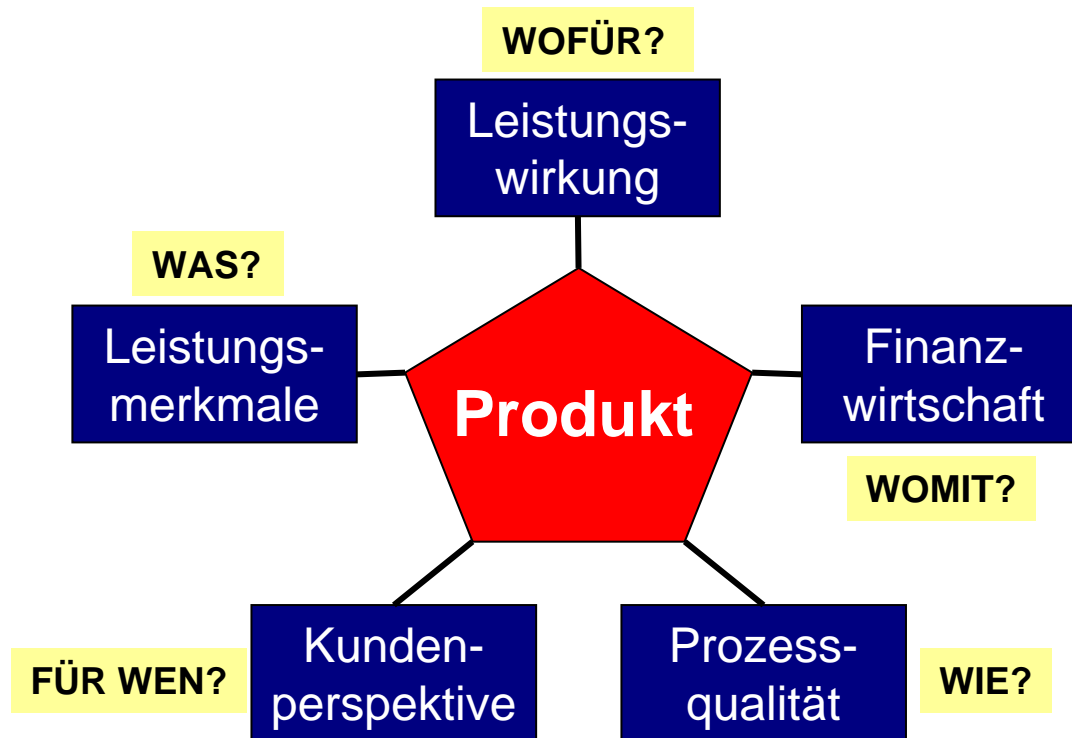 WOFÜR?
Leistungs-
wirkung
WAS?
Leistungs-
merkmale
Finanz-
wirtschaft
Produkt
WOMIT?
Kunden-
perspektive
FÜR WEN?
Prozess-
qualität
WIE?